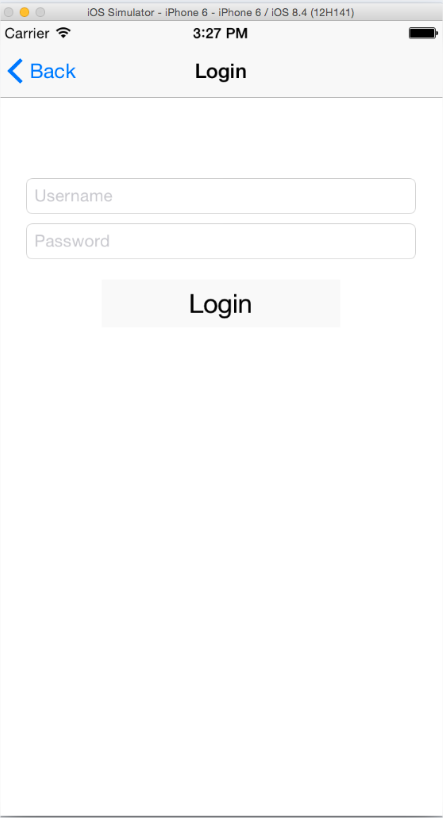 iOS Simulator - iPhone 6 - iPhone 6 / iOS 8.4 (12H141)
Carrier 3:27 PM
Back Login
Username
Password
Login